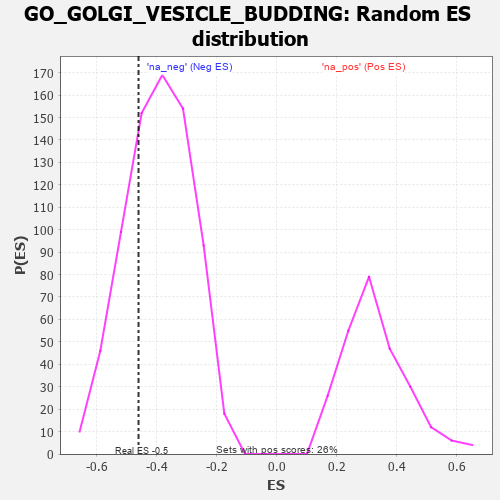 GO_GOLGI_VESICLE_BUDDING: Random ES
distribution
'na_neg' (Neg ES) 'na_pos' (Pos ES)
170
160
150
140
130
120
110
100
90
80
70
60
50
40
30
20
10
0
P(ES)
Real ES -0.5 Sets with pos scores: 26%
-0.6 -0.4 -0.2 0.0 0.2 0.4 0.6
ES